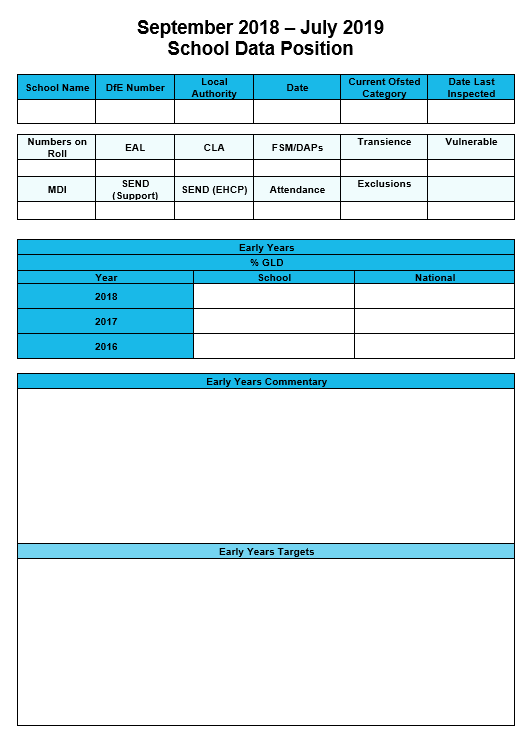 September 2018 – July 2019
School Data Position
School Name DfE Number Local Authority Date Current Ofsted Category Date Last Inspected
Numbers on Roll EAL CLA FSM/DAPs Transience Vulnerable
MDI SEND (Support) SEND (EHCP) Attendance Exclusions
Early Years
% GLD
Year School National
2018
2017
2016
Early Years Commentary
Early Years Targets